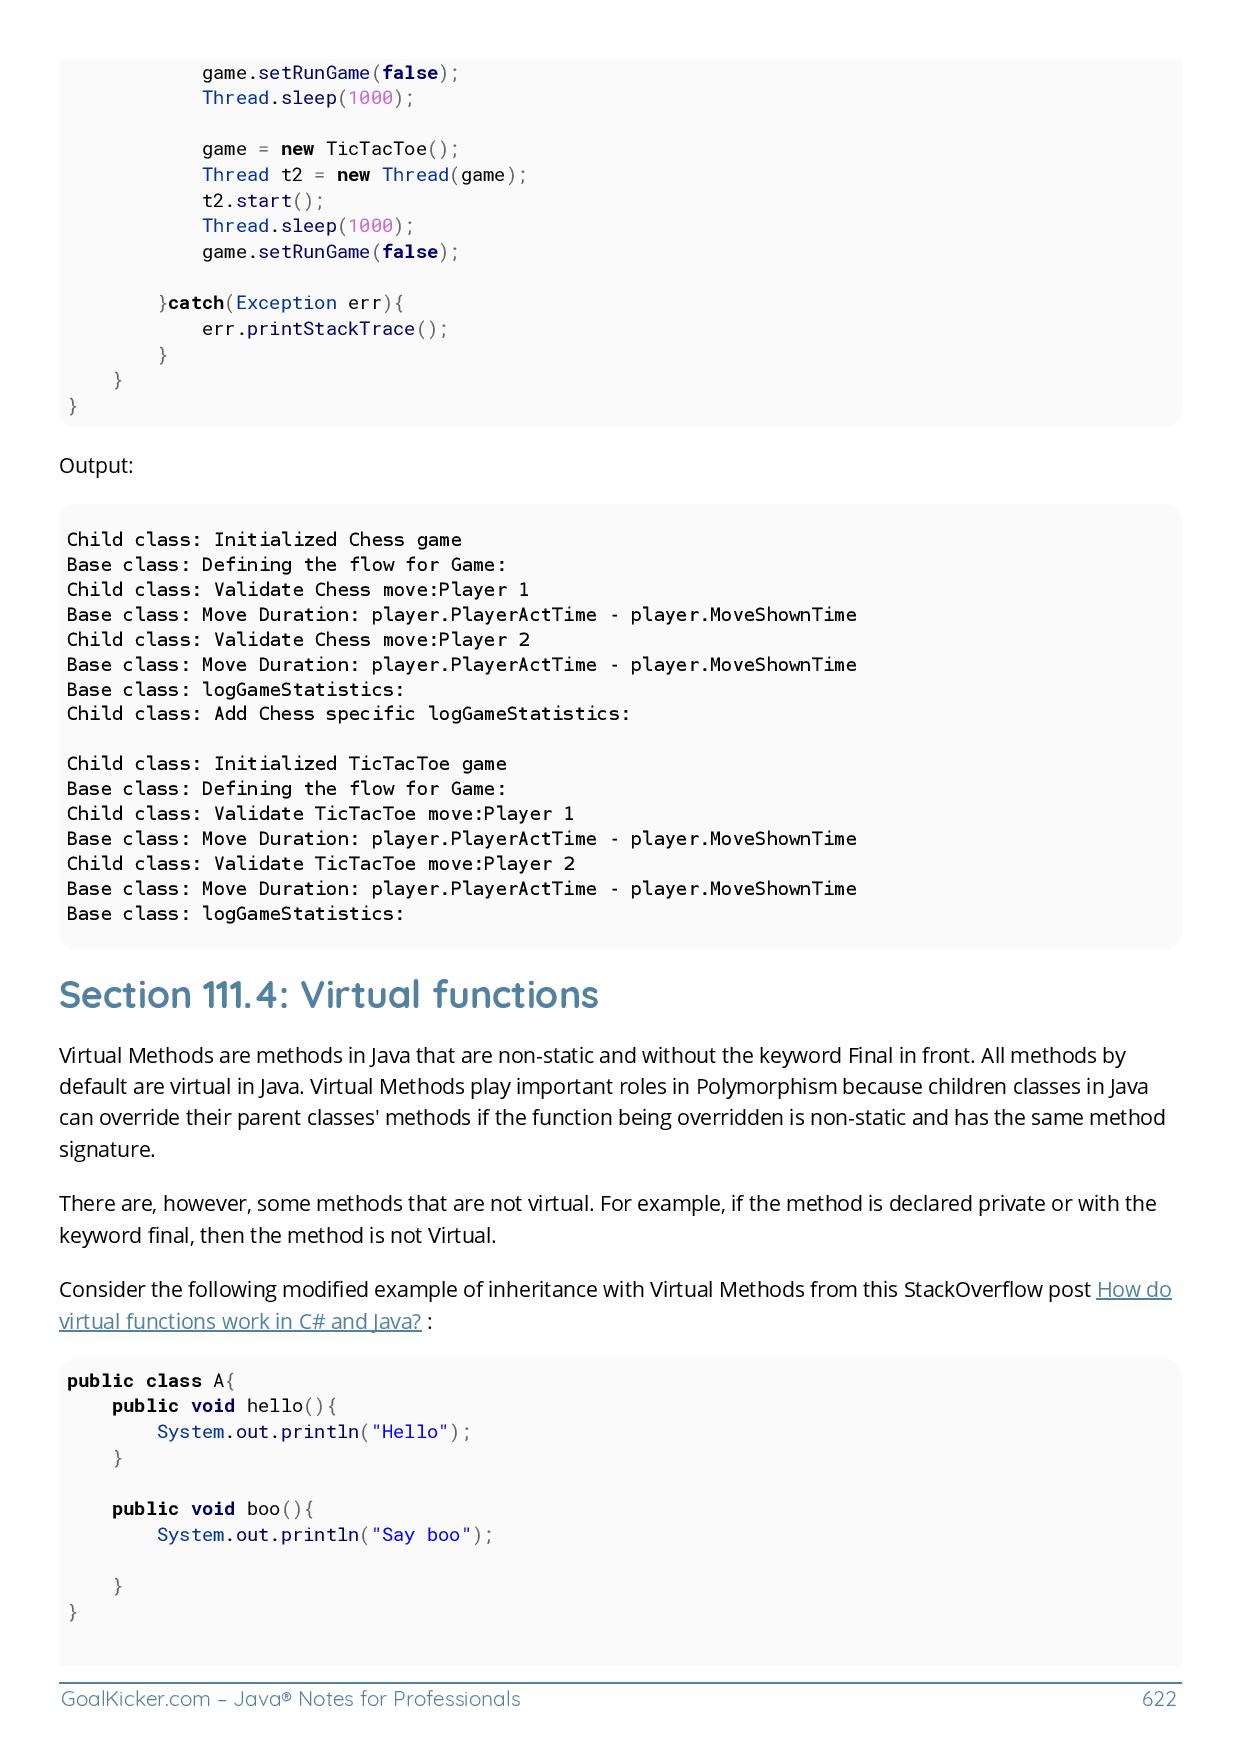 game.setRunGame(false);
Thread.sleep(1000);
game = new TicTacToe();
Thread t2 = new Thread(game);
t2.start();
Thread.sleep(1000);
game.setRunGame(false);
}catch(Exception err){
err.printStackTrace();
}
}
}
Output:
Child class: Initialized Chess game
Base class: Defining the flow for Game:
Child class: Validate Chess move:Player 1
Base class: Move Duration: player.PlayerActTime - player.MoveShownTime
Child class: Validate Chess move:Player 2
Base class: Move Duration: player.PlayerActTime - player.MoveShownTime
Base class: logGameStatistics:
Child class: Add Chess specific logGameStatistics:
Child class: Initialized TicTacToe game
Base class: Defining the flow for Game:
Child class: Validate TicTacToe move:Player 1
Base class: Move Duration: player.PlayerActTime - player.MoveShownTime
Child class: Validate TicTacToe move:Player 2
Base class: Move Duration: player.PlayerActTime - player.MoveShownTime
Base class: logGameStatistics:
Section 111.4: Virtual functions
Virtual Methods are methods in Java that are non-static and without the keyword Final in front. All methods by
default are virtual in Java. Virtual Methods play important roles in Polymorphism because children classes in Java
can override their parent classes' methods if the function being overridden is non-static and has the same method
signature.
There are, however, some methods that are not virtual. For example, if the method is declared private or with the
keyword final, then the method is not Virtual.
Consider the following modified example of inheritance with Virtual Methods from this StackOverflow post How do
virtual functions work in C# and Java? :
public class A{
public void hello(){
System.out.println("Hello");
}
public void boo(){
System.out.println("Say boo");
}
}
GoalKicker.com – Java® Notes for Professionals 622